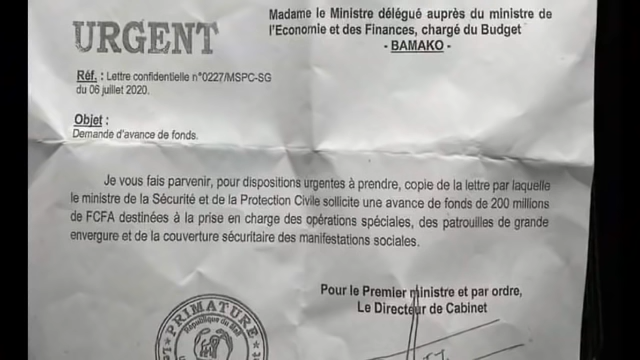 URGENT
Madame le Ministre délégué auprès du ministre de
l'Economie et des Finances, chargé du Budget
- BAMAKO -
Réf. : Lettre confidentielle n°0227/MSPC-SG
du 06 juillet 2020.
Objet :
Demande d'avance de fonds.
Je vous fais parvenir, pour dispositions urgentes à prendre, copie de la lettre par laquelle
le ministre de la Sécurité et de la Protection Civile sollicite une avance de fonds de 200 millions
de FCFA destinées à la prise en charge des opérations spéciales, des patrouilles de grande
envergure et de la couverture sécuritaire des manifestations sociales.
Pour le Premier ministre et par ordre,
Le Directeur de Cabinet
PRIMATURE
République du Mali